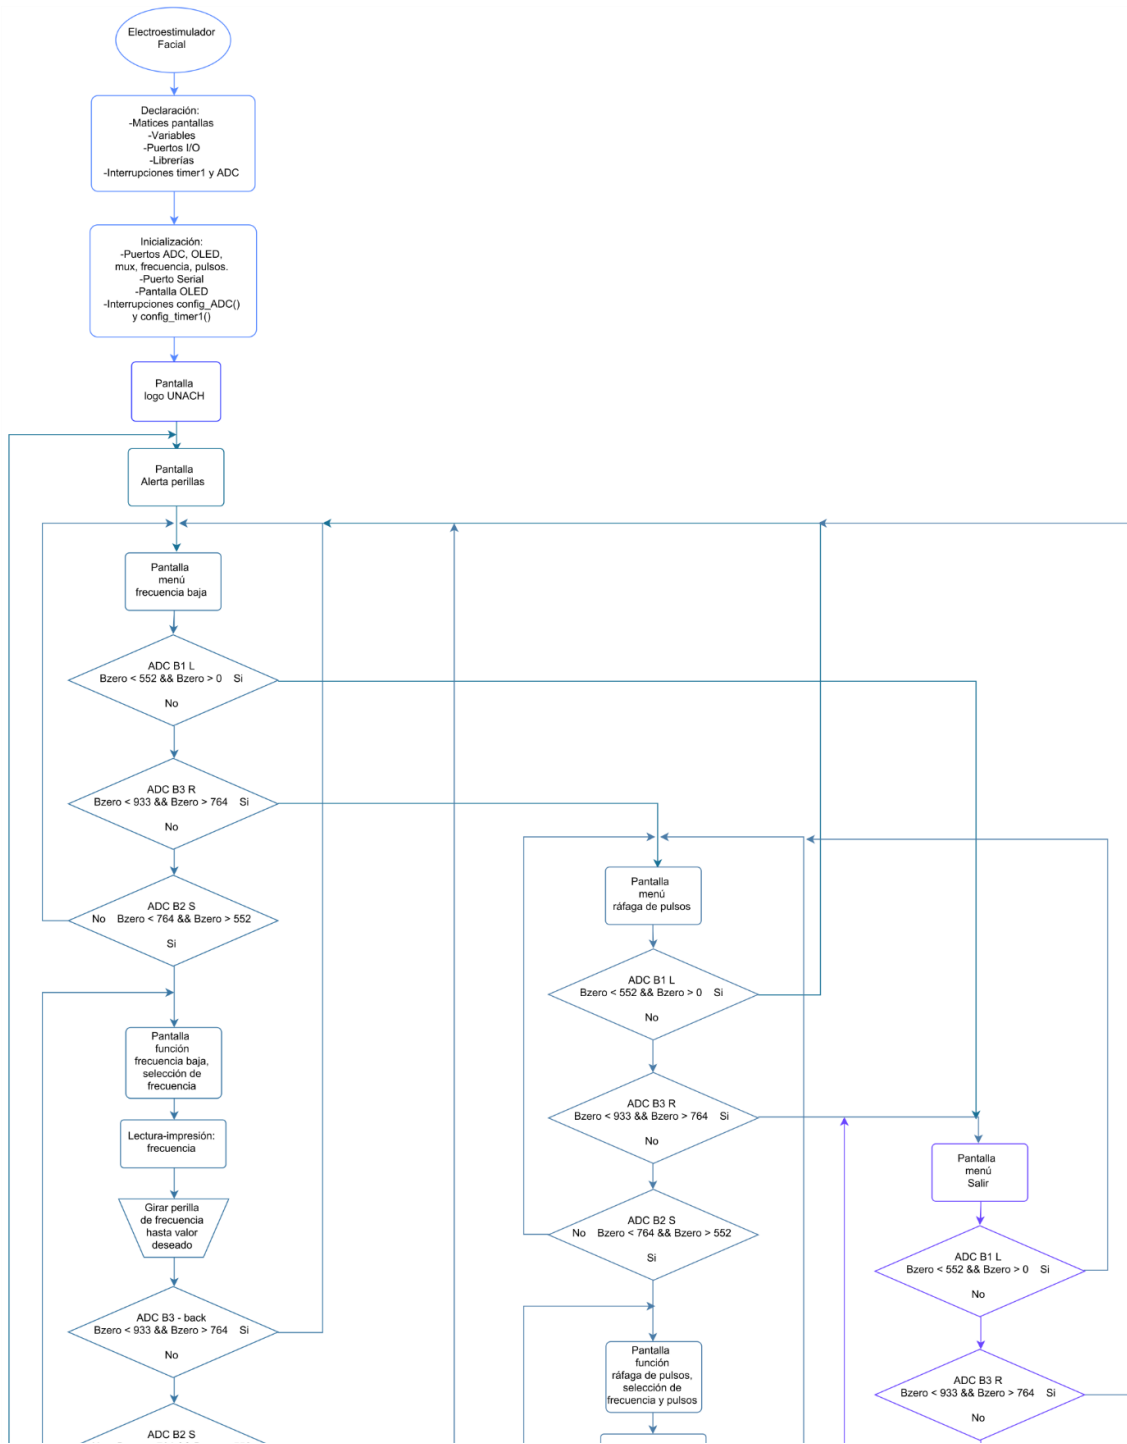 Electroestimulador
Facial
Declaración:
-Matices pantallas
-Variables
-Puertos I/O
-Librerías
-Interrupciones timer1 y ADC
Inicialización:
-Puertos ADC, OLED,
mux, frecuencia, pulsos.
-Puerto Serial
-Pantalla OLED
-Interrupciones config_ADC()
y config_timer1()
Pantalla
logo UNACH
Pantalla
Alerta perillas
Pantalla
menú
frecuencia baja
ADC B1 L
Bzero < 552 && Bzero > 0 Si
No
ADC B3 R
Bzero < 933 && Bzero > 764 Si
No
ADC B2 S
No Bzero < 764 && Bzero > 552
Si
Pantalla
función
frecuencia baja,
selección de
frecuencia
Lectura-impresión:
frecuencia
Girar perilla
de frecuencia
hasta valor
deseado
ADC B3 - back
Bzero < 933 && Bzero > 764 Si
No
ADC B2 S
Pantalla
menú
ráfaga de pulsos
ADC B1 L
Bzero < 552 && Bzero > 0 Si
No
ADC B3 R
Bzero < 933 && Bzero > 764 Si
No
ADC B2 S
No Bzero < 764 && Bzero > 552
Si
Pantalla
función
ráfaga de pulsos,
selección de
frecuencia y pulsos
Pantalla
menú
Salir
ADC B1 L
Bzero < 552 && Bzero > 0 Si
No
ADC B3 R
Bzero < 933 && Bzero > 764 Si
No